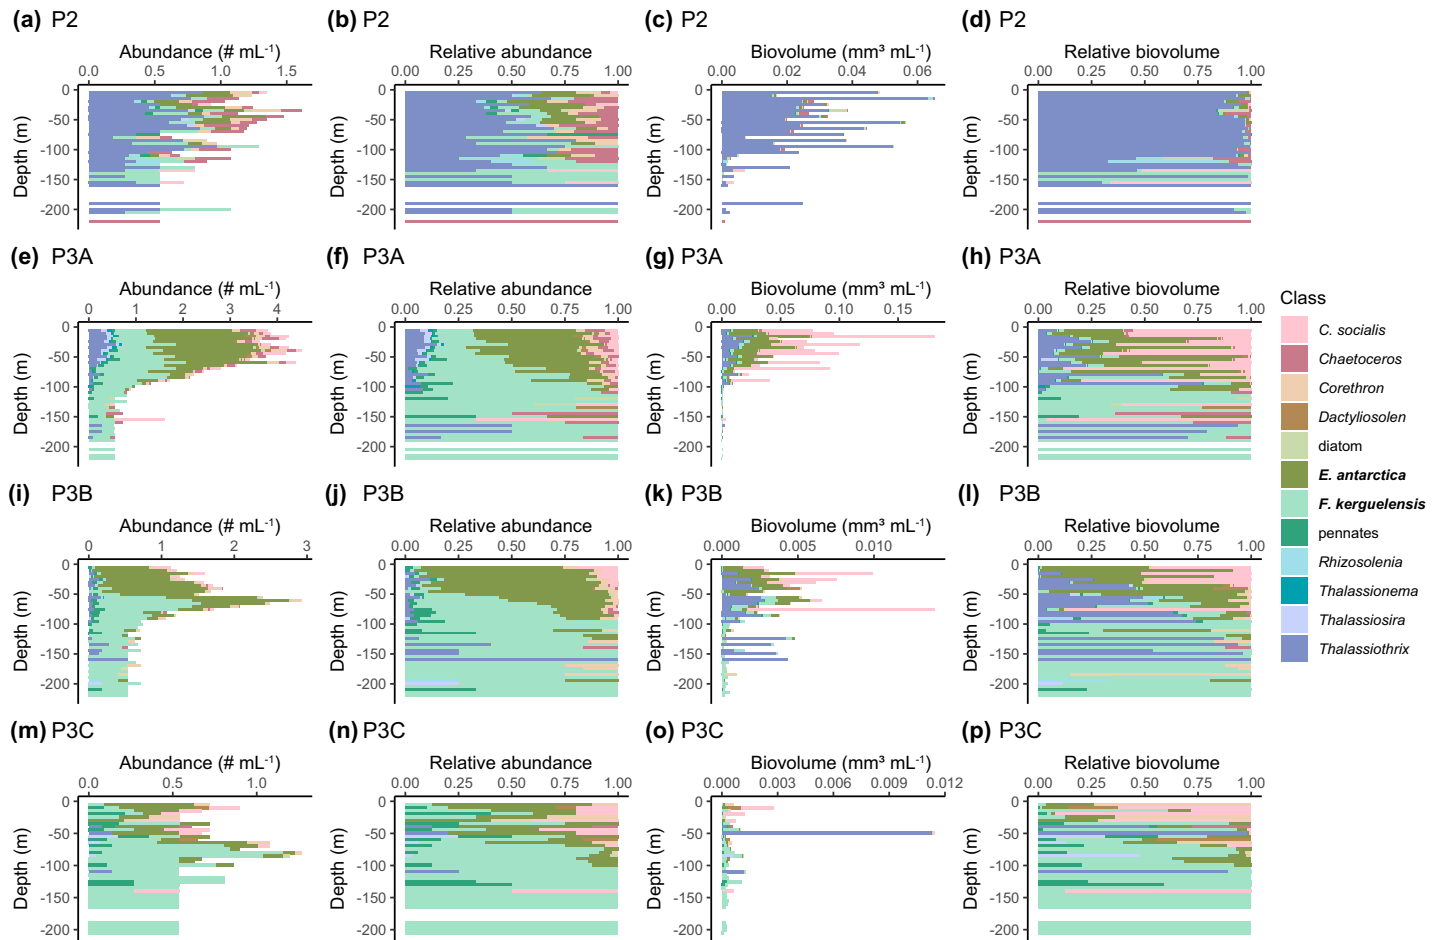 (a) P2
Abundance (# mL⁻¹)
0.0 0.5 1.0 1.5
Depth (m)
0
-50
-100
-150
-200
(b) P2
Relative abundance
0.00 0.25 0.50 0.75 1.00
Depth (m)
0
-50
-100
-150
-200
(c) P2
Biovolume (mm³ mL⁻¹)
0.00 0.02 0.04 0.06
Depth (m)
0
-50
-100
-150
-200
(d) P2
Relative biovolume
0.00 0.25 0.50 0.75 1.00
Depth (m)
0
-50
-100
-150
-200
(e) P3A
Abundance (# mL⁻¹)
0 1 2 3 4
Depth (m)
0
-50
-100
-150
-200
(f) P3A
Relative abundance
0.00 0.25 0.50 0.75 1.00
Depth (m)
0
-50
-100
-150
-200
(g) P3A
Biovolume (mm³ mL⁻¹)
0.00 0.05 0.10 0.15
Depth (m)
0
-50
-100
-150
-200
(h) P3A
Relative biovolume
0.00 0.25 0.50 0.75 1.00
Depth (m)
0
-50
-100
-150
-200
(i) P3B
Abundance (# mL⁻¹)
0 1 2 3
Depth (m)
0
-50
-100
-150
-200
(j) P3B
Relative abundance
0.00 0.25 0.50 0.75 1.00
Depth (m)
0
-50
-100
-150
-200
(k) P3B
Biovolume (mm³ mL⁻¹)
0.000 0.005 0.010
Depth (m)
0
-50
-100
-150
-200
(l) P3B
Relative biovolume
0.00 0.25 0.50 0.75 1.00
Depth (m)
0
-50
-100
-150
-200
(m) P3C
Abundance (# mL⁻¹)
0.0 0.5 1.0
Depth (m)
0
-50
-100
-150
-200
(n) P3C
Relative abundance
0.00 0.25 0.50 0.75 1.00
Depth (m)
0
-50
-100
-150
-200
(o) P3C
Biovolume (mm³ mL⁻¹)
0.000 0.003 0.006 0.009 0.012
Depth (m)
0
-50
-100
-150
-200
(p) P3C
Relative biovolume
0.00 0.25 0.50 0.75 1.00
Depth (m)
0
-50
-100
-150
-200
Class
C. socialis
Chaetoceros
Corethron
Dactyliosolen
diatom
E. antarctica
F. kerguelensis
pennates
Rhizosolenia
Thalassionema
Thalassiosira
Thalassiothrix